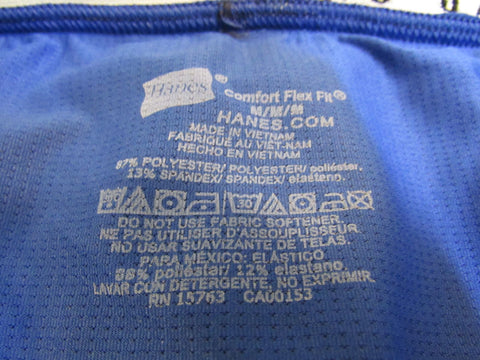 Hanes
Comfort Flex Fit®
M/M/M
HANES.COM
MADE IN VIETNAM
FABRIQUÉ AU VIET-NAM
HECHO EN VIETNAM
87% POLYESTER/ POLYESTER/ poliéster.
13% SPANDEX/ SPANDEX/ elastano.
DO NOT USE FABRIC SOFTENER.
NE PAS UTILISER D'ASSOUPLISSEUR.
NO USAR SUAVIZANTE DE TELAS.
PARA MÉXICO: ELÁSTICO
88% poliéster/ 12% elastano.
LAVAR CON DETERGENTE, NO EXPRIMIR.
RN 15763 CA00153